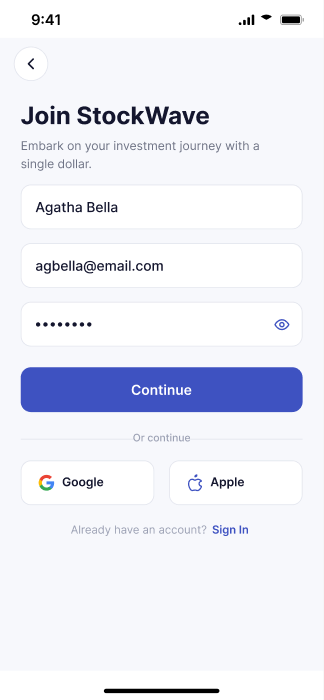 9:41
Join StockWave
Embark on your investment journey with a
single dollar.
Agatha Bella
agbella@email.com
••••••••
Continue
Or continue
Google
Apple
Already have an account? Sign In